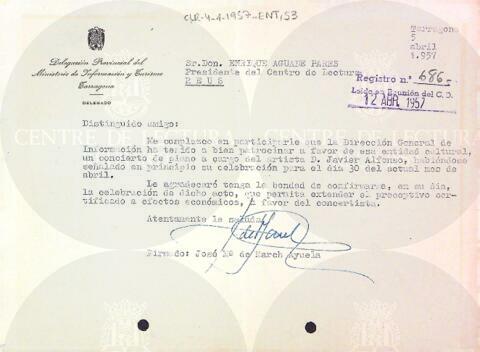 CLR-4-4-1957-ENT,53
Tarragona
5
abril
1.957
Delegación Provincial del
Ministerio de Información y Turismo
Tarragona
DELEGADO
Sr.Don. ENRIQUE AGUADE PARES
Presidente del Centro de Lectura
R E U S
Registro n.º 686.-
Leído en Reunión del C. D.
12 ABR. 1957
Distinguido amigo:
CENTRE DE LECTURA
Me complazco en participarle que la Dirección General de
Información ha tenido a bien patrocinar a favor de esa entidad cultural,
un concierto de piano a cargo del artista D. Javier Alfonso, habiéndose
señalado en principio su celebración para el día 30 del actual mes de
abril.
Le agradeceré tenga la bondad de confirmarme, en su día,
la celebración de dicho acto, que permita extender el preceptivo cer-
tificado a efectos económicos, a favor del concertista.
Atentamente le saluda,
Firmado: José Mª de March Ayuela